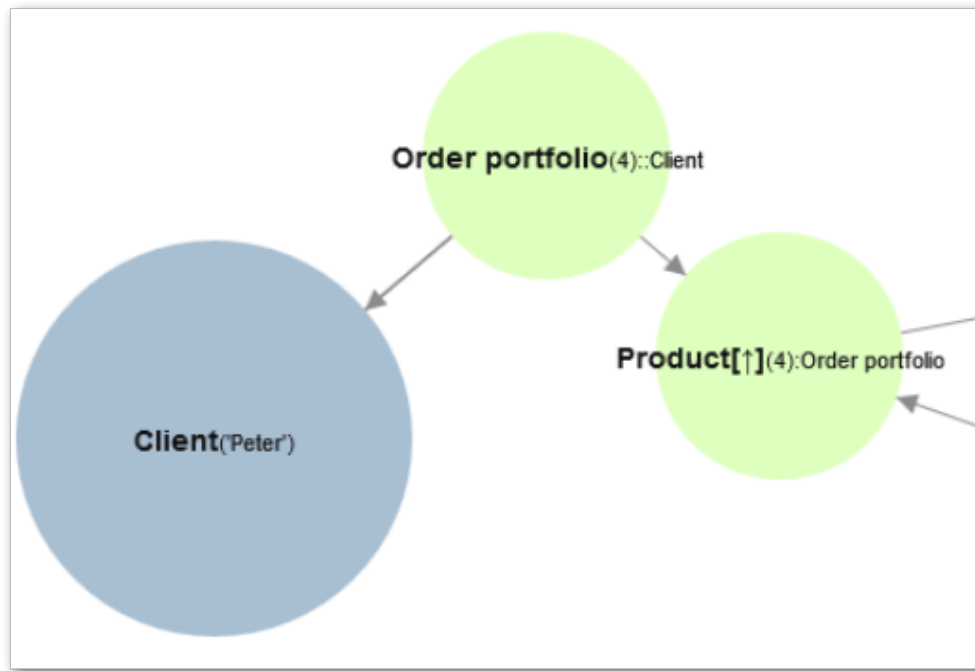 Order portfolio(4)::Client
Product[↑](4):Order portfolio
Client('Peter')